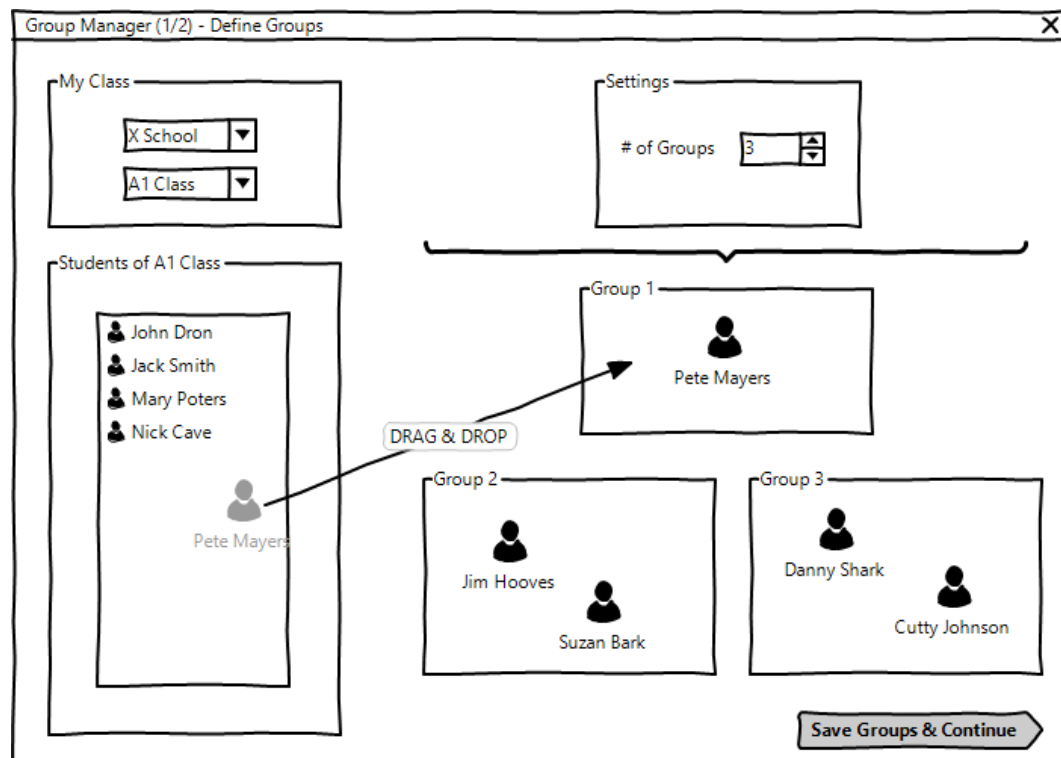 Group Manager (1/2) - Define Groups
My Class
X School
A1 Class
Settings
# of Groups
3
Students of A1 Class
John Dron
Jack Smith
Mary Poters
Nick Cave
Pete Mayers
DRAG & DROP
Group 1
Pete Mayers
Group 2
Jim Hooves
Suzan Bark
Group 3
Danny Shark
Cutty Johnson
Save Groups & Continue